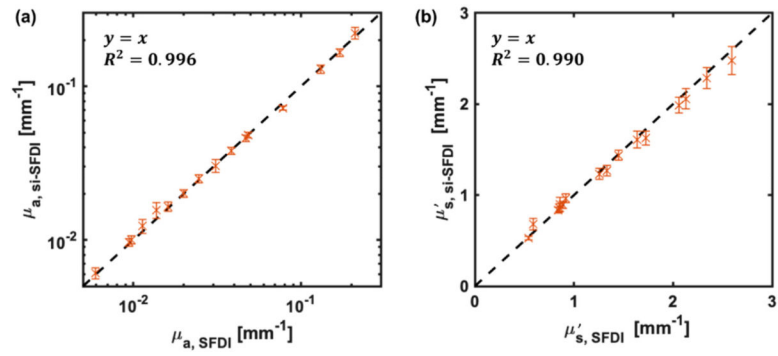 (a)
y = x
R² = 0.996
10⁻¹
10⁻²
μa, si-SFDI [mm⁻¹]
10⁻² 10⁻¹
μa, SFDI [mm⁻¹]
(b)
y = x
R² = 0.990
3
2
1
0
μ′s, si-SFDI [mm⁻¹]
0 1 2 3
μ′s, SFDI [mm⁻¹]